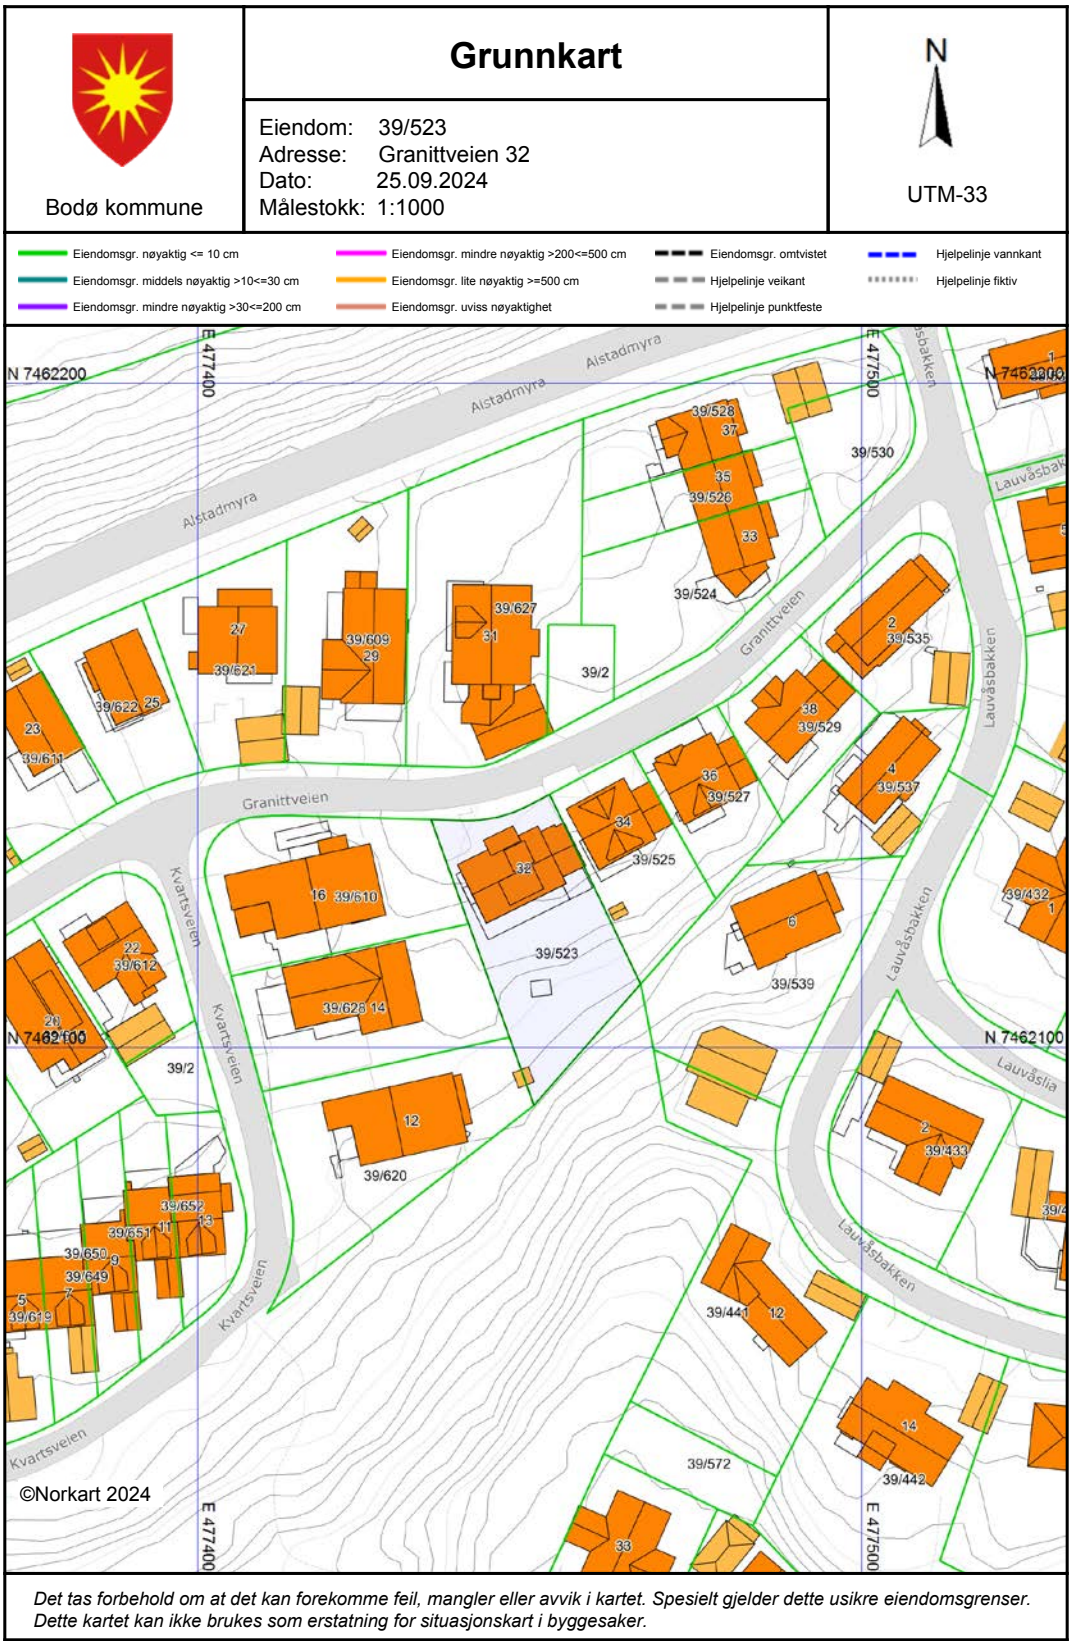 Grunnkart
Bodø kommune
Eiendom: 39/523
Adresse: Granittveien 32
Dato: 25.09.2024
Målestokk: 1:1000
N
UTM-33
Eiendomsgr. nøyaktig <= 10 cm
Eiendomsgr. middels nøyaktig >10<=30 cm
Eiendomsgr. mindre nøyaktig >30<=200 cm
Eiendomsgr. mindre nøyaktig >200<=500 cm
Eiendomsgr. lite nøyaktig >=500 cm
Eiendomsgr. uviss nøyaktighet
Eiendomsgr. omtvistet
Hjelpelinje veikant
Hjelpelinje punktfeste
Hjelpelinje vannkant
Hjelpelinje fiktiv
E 477400
E 477500
N 7462200
N 7462200
Alstadmyra
Alstadmyra
Alstadmyra
1
39/528
37
39/530
35
39/526
33
39/524
Granittveien
2
39/535
Lauvåsbakken
27
39/621
39/609
29
39/627
31
39/2
39/622 25
23
39/611
38
39/529
4
39/537
36
39/527
34
39/525
32
39/523
Granittveien
Kvartsveien
16 39/610
22
39/612
39/628 14
Kvartsveien
6
39/539
Lauvåsbakken
39/432
1
N 7462100
N 7462100
39/2
Lauvåslia
12
39/620
2
39/433
39/652
39/651 11 13
39/650
9
39/649
7
5
39/619
Kvartsveien
Lauvåsbakken
39/441 12
14
39/442
39/572
33
Kvartsveien
©Norkart 2024
E 477400
E 477500
Det tas forbehold om at det kan forekomme feil, mangler eller avvik i kartet. Spesielt gjelder dette usikre eiendomsgrenser.
Dette kartet kan ikke brukes som erstatning for situasjonskart i byggesaker.